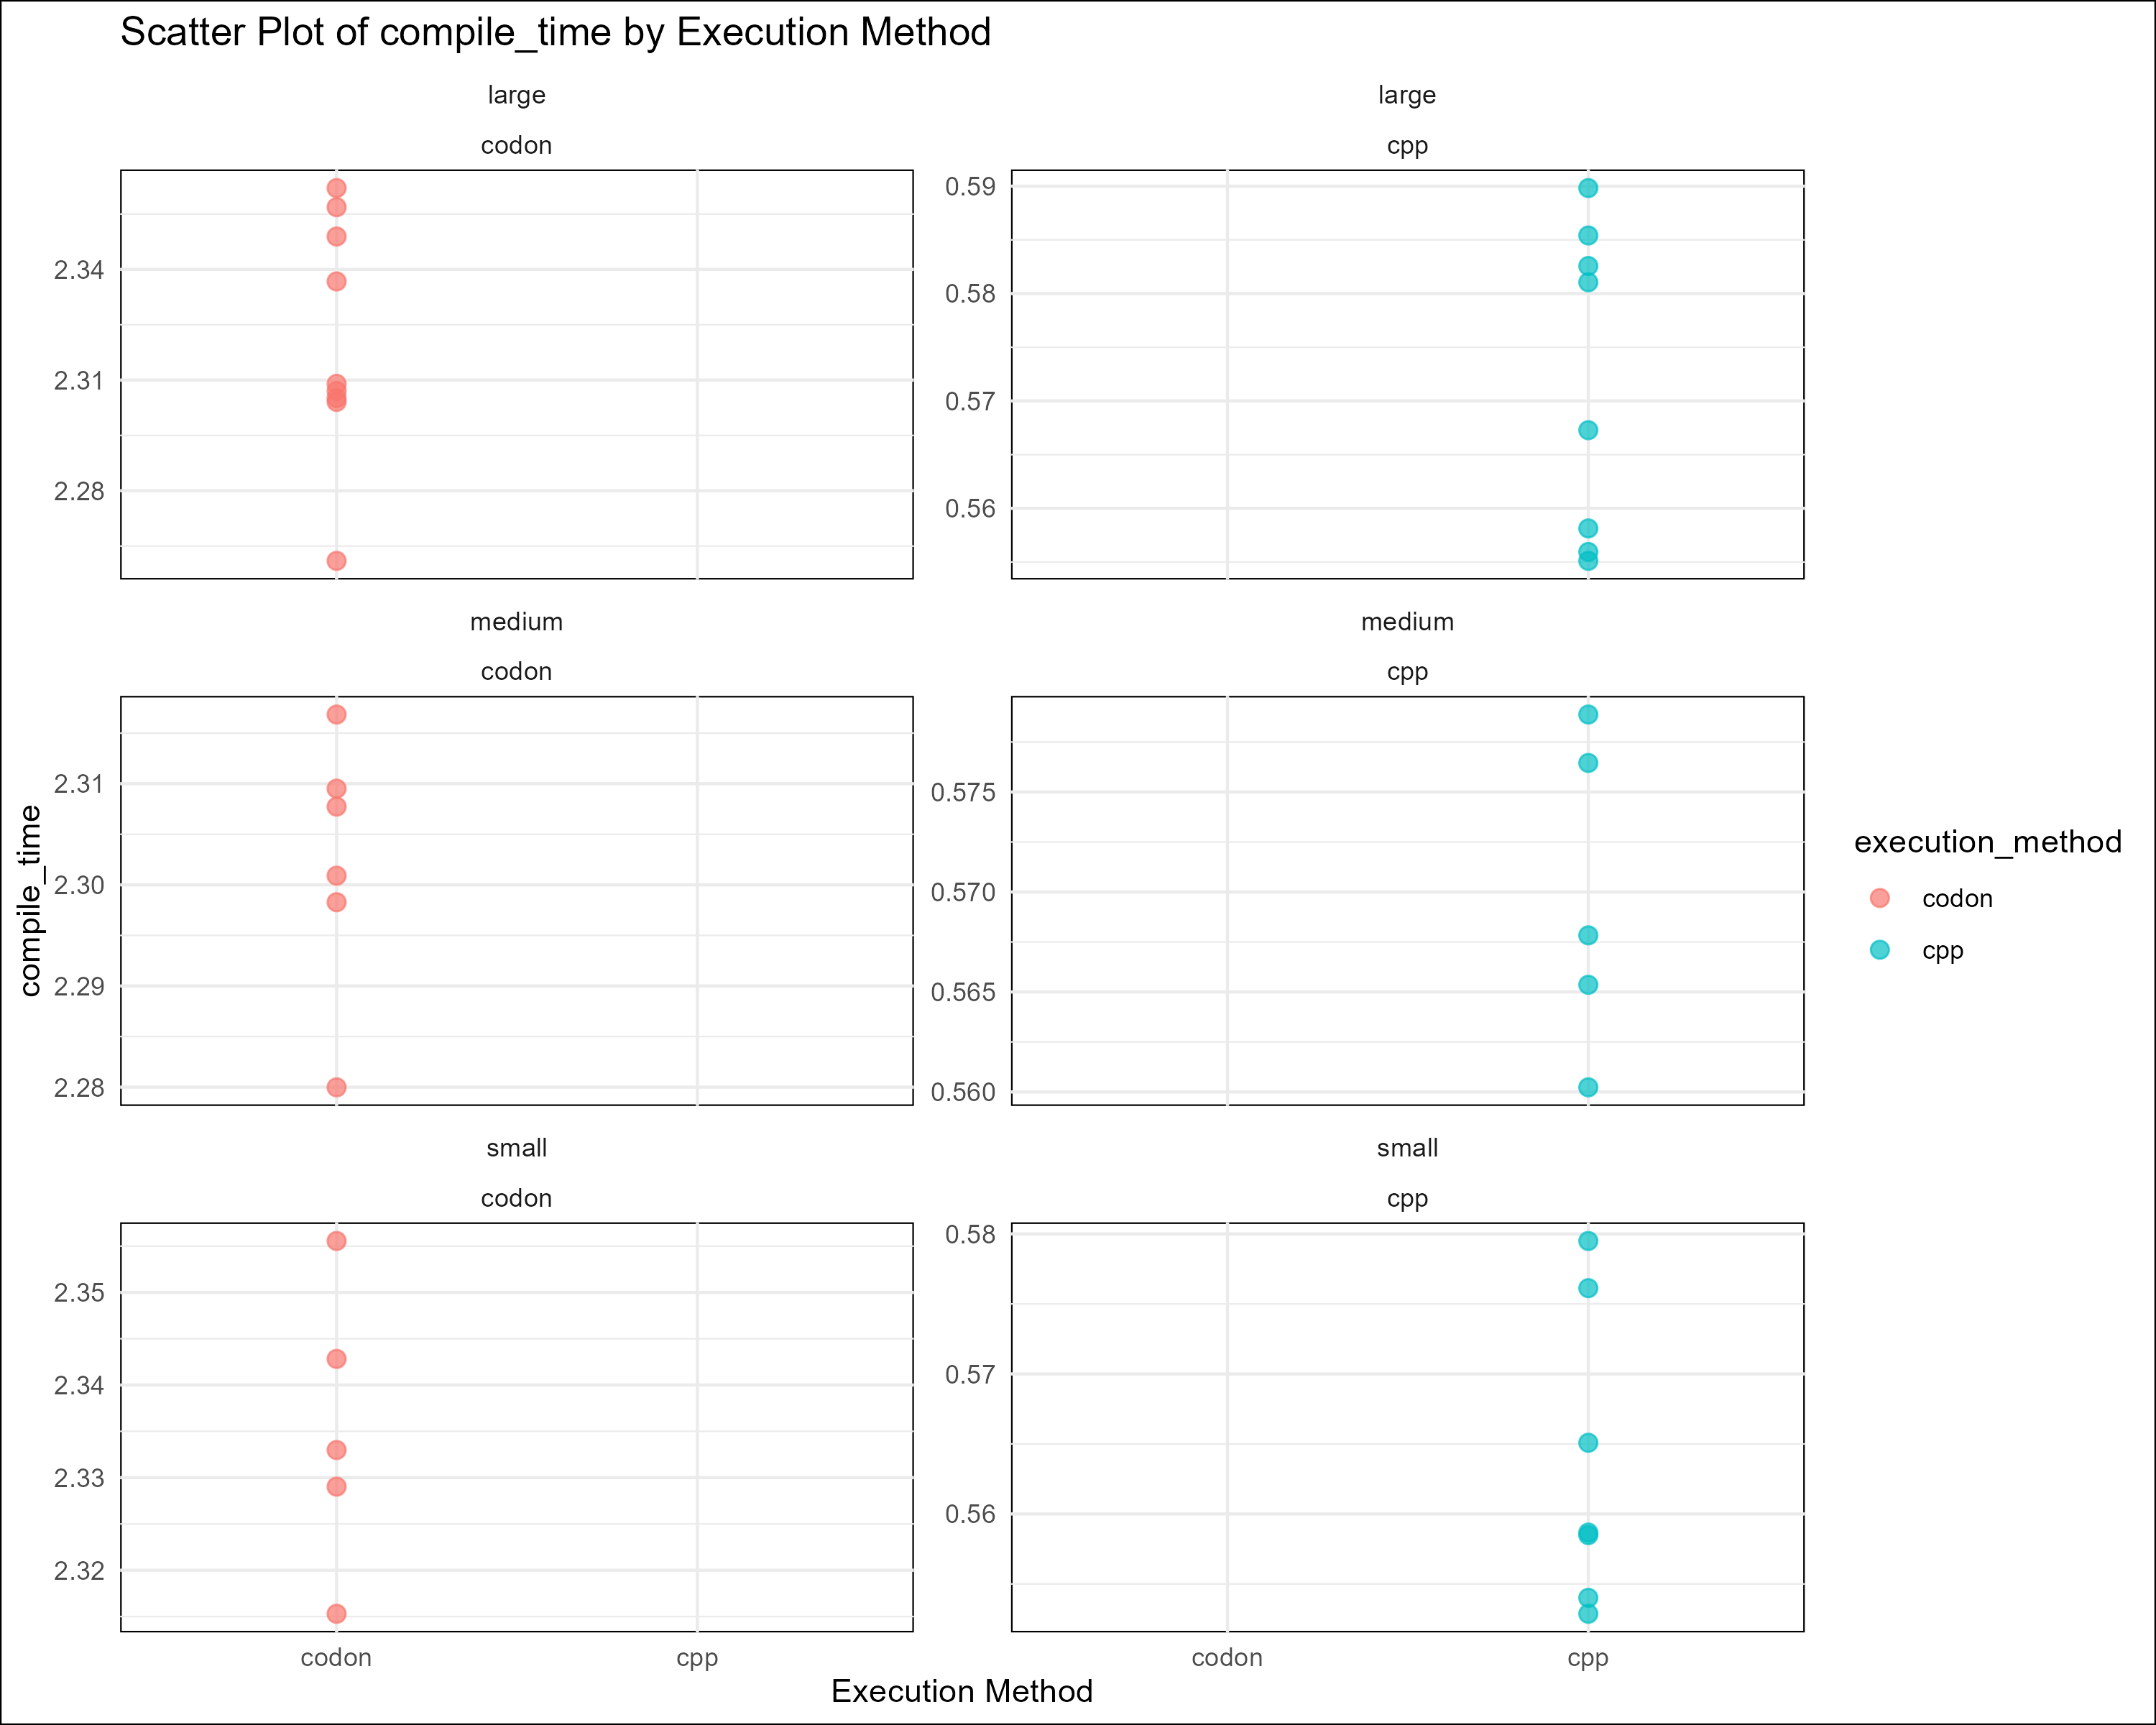 Scatter Plot of compile_time by Execution Method
large
codon
2.34
2.31
2.28
large
cpp
0.59
0.58
0.57
0.56
medium
codon
2.31
2.30
2.29
2.28
medium
cpp
0.575
0.570
0.565
0.560
small
codon
2.35
2.34
2.33
2.32
small
cpp
0.58
0.57
0.56
codon
cpp
codon
cpp
Execution Method
compile_time
execution_method
codon
cpp